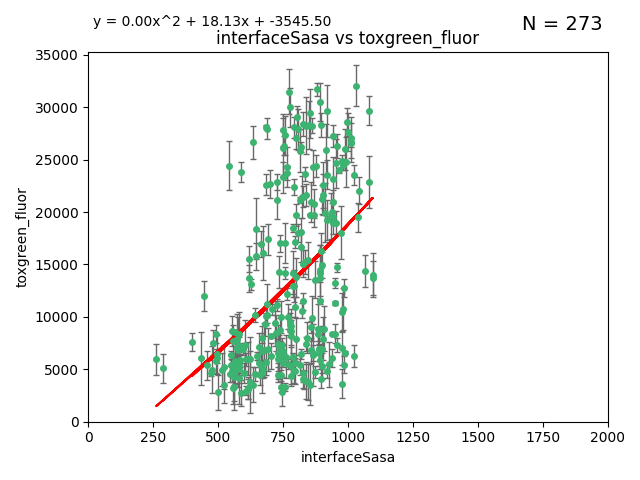 y = 0.00x^2 + 18.13x + -3545.50
N = 273
interfaceSasa vs toxgreen_fluor
35000
30000
25000
20000
15000
10000
5000
0
toxgreen_fluor
0 250 500 750 1000 1250 1500 1750 2000
interfaceSasa